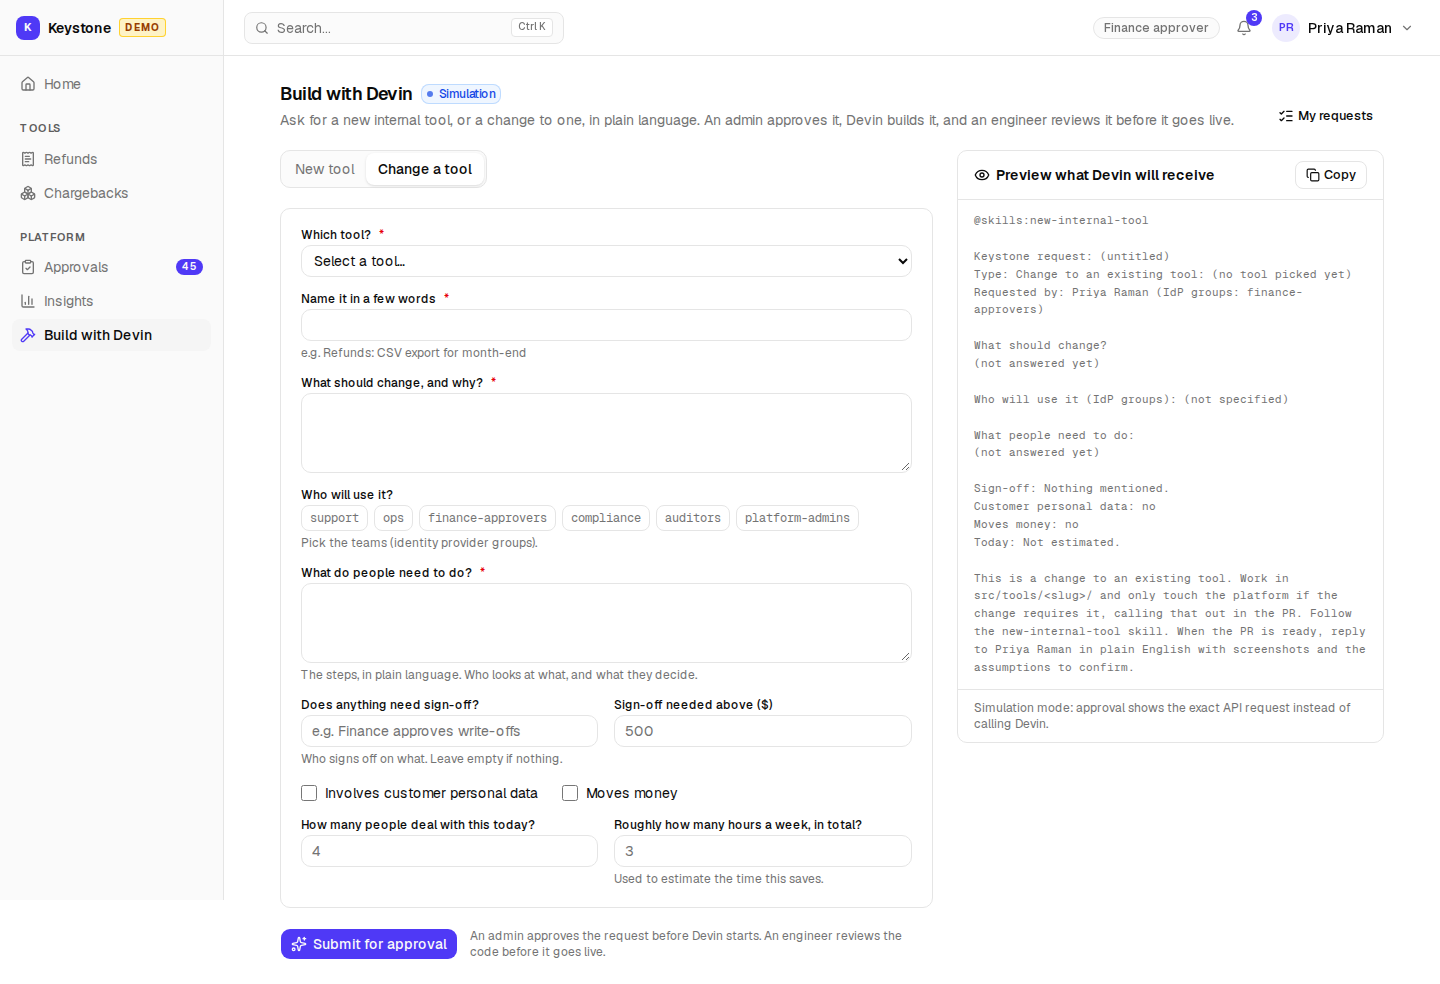 K Keystone DEMO
Search... Ctrl K
Finance approver
3
PR Priya Raman
Home
TOOLS
Refunds
Chargebacks
PLATFORM
Approvals 45
Insights
Build with Devin
Build with Devin Simulation
Ask for a new internal tool, or a change to one, in plain language. An admin approves it, Devin builds it, and an engineer reviews it before it goes live.
My requests
New tool Change a tool
Which tool? *
Select a tool...
Name it in a few words *
e.g. Refunds: CSV export for month-end
What should change, and why? *
Who will use it?
support ops finance-approvers compliance auditors platform-admins
Pick the teams (identity provider groups).
What do people need to do? *
The steps, in plain language. Who looks at what, and what they decide.
Does anything need sign-off? Sign-off needed above ($)
e.g. Finance approves write-offs 500
Who signs off on what. Leave empty if nothing.
Involves customer personal data Moves money
How many people deal with this today? Roughly how many hours a week, in total?
4 3
Used to estimate the time this saves.
Submit for approval
An admin approves the request before Devin starts. An engineer reviews the
code before it goes live.
Preview what Devin will receive Copy
@skills:new-internal-tool
Keystone request: (untitled)
Type: Change to an existing tool: (no tool picked yet)
Requested by: Priya Raman (IdP groups: finance-
approvers)
What should change?
(not answered yet)
Who will use it (IdP groups): (not specified)
What people need to do:
(not answered yet)
Sign-off: Nothing mentioned.
Customer personal data: no
Moves money: no
Today: Not estimated.
This is a change to an existing tool. Work in
src/tools/<slug>/ and only touch the platform if the
change requires it, calling that out in the PR. Follow
the new-internal-tool skill. When the PR is ready, reply
to Priya Raman in plain English with screenshots and the
assumptions to confirm.
Simulation mode: approval shows the exact API request instead of
calling Devin.